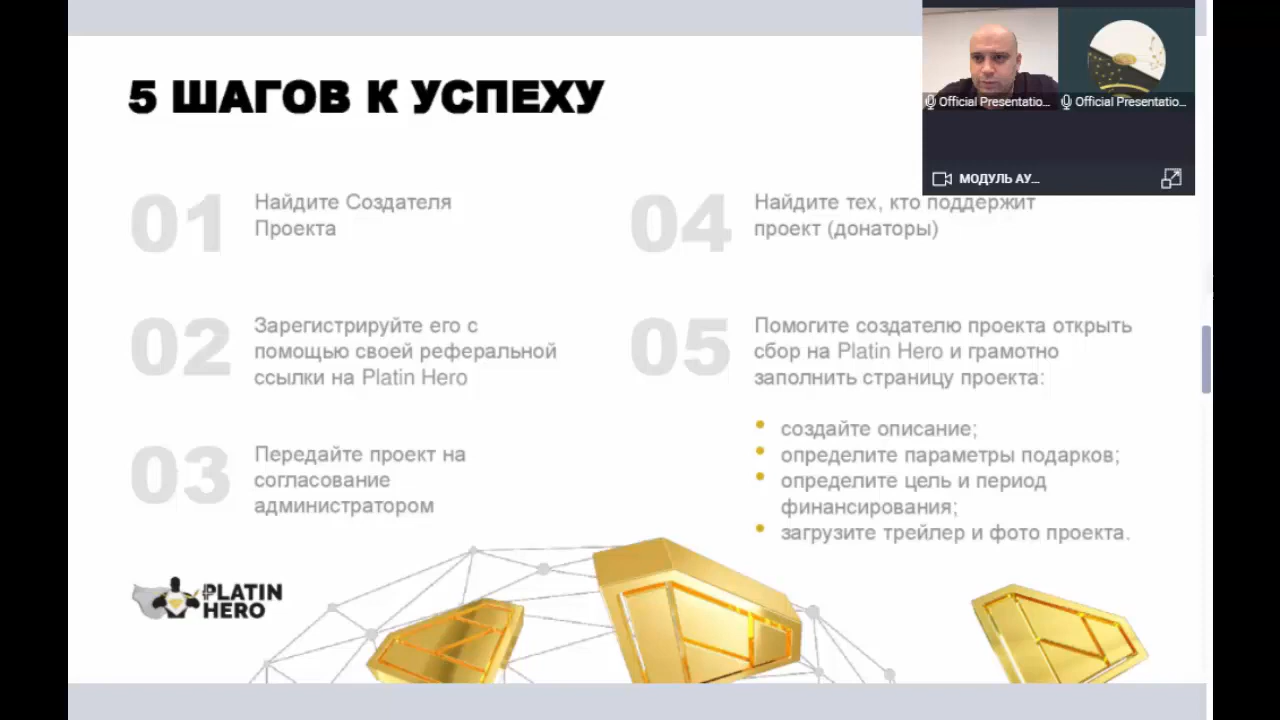 5 ШАГОВ К УСПЕХУ
01
Найдите Создателя
Проекта
02
Зарегистрируйте его с
помощью своей реферальной
ссылки на Platin Hero
03
Передайте проект на
согласование
администратором
04
Найдите тех, кто поддержит
проект (донаторы)
05
Помогите создателю проекта открыть
сбор на Platin Hero и грамотно
заполнить страницу проекта:
создайте описание;
определите параметры подарков;
определите цель и период
финансирования;
загрузите трейлер и фото проекта.
PLATIN
HERO
Official Presentatio...
Official Presentatio...
МОДУЛЬ АУ...